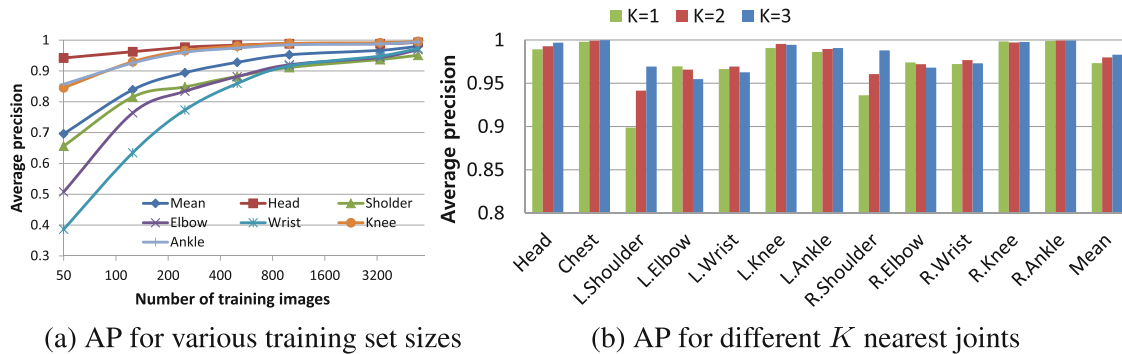 1
0.9
0.8
0.7
0.6
0.5
0.4
0.3
Average precision
Mean
Head
Sholder
Elbow
Wrist
Knee
Ankle
50
100
200
400
800
1600
3200
Number of training images
(a) AP for various training set sizes
K=1
K=2
K=3
1
0.95
0.9
0.85
0.8
Average precision
Head
Chest
L.Shoulder
L.Elbow
L.Wrist
L.Knee
L.Ankle
R.Shoulder
R.Elbow
R.Wrist
R.Knee
R.Ankle
Mean
(b) AP for different K nearest joints